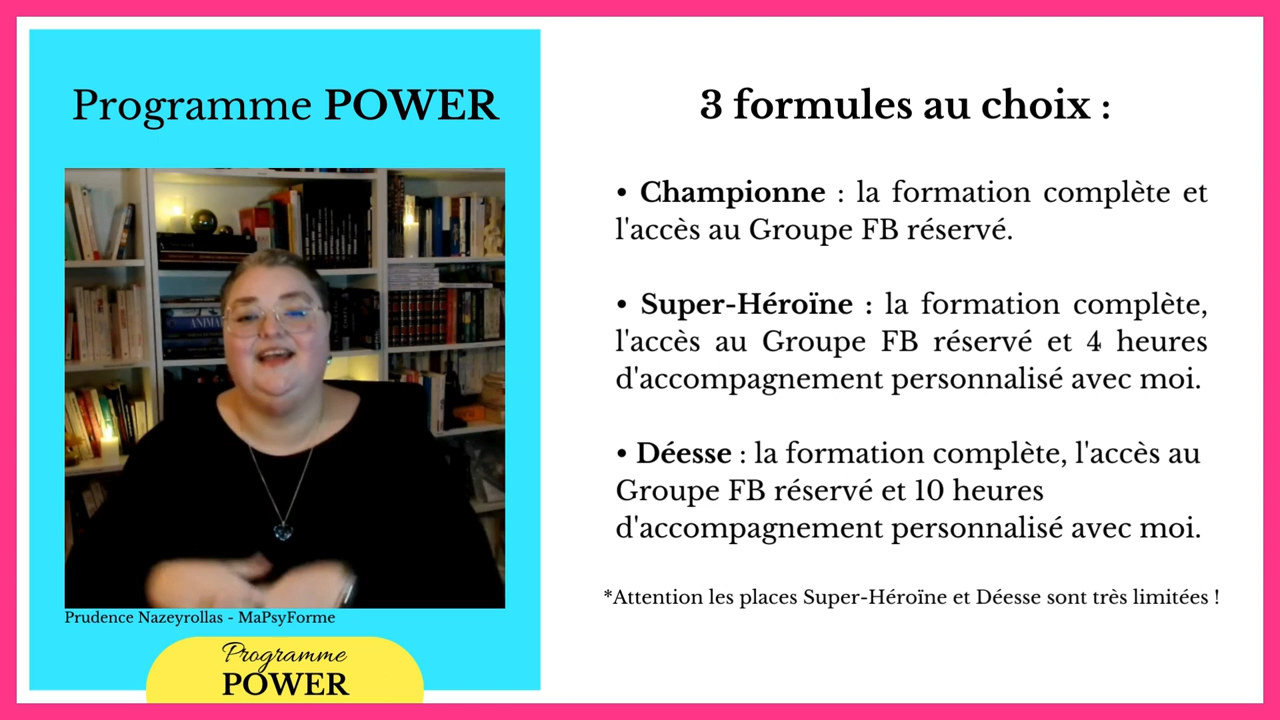 Programme POWER
ANIMA
Prudence Nazeyrollas - MaPsyForme
Programme
POWER
3 formules au choix :
• Championne : la formation complète et
l'accès au Groupe FB réservé.
• Super-Héroïne : la formation complète,
l'accès au Groupe FB réservé et 4 heures
d'accompagnement personnalisé avec moi.
• Déesse : la formation complète, l'accès au
Groupe FB réservé et 10 heures
d'accompagnement personnalisé avec moi.
*Attention les places Super-Héroïne et Déesse sont très limitées !